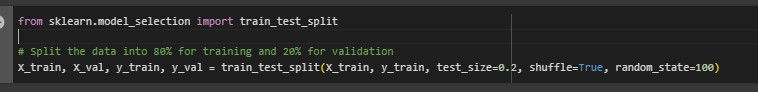 from sklearn.model_selection import train_test_split
# Split the data into 80% for training and 20% for validation
X_train, X_val, y_train, y_val = train_test_split(X_train, y_train, test_size=0.2, shuffle=True, random_state=100)